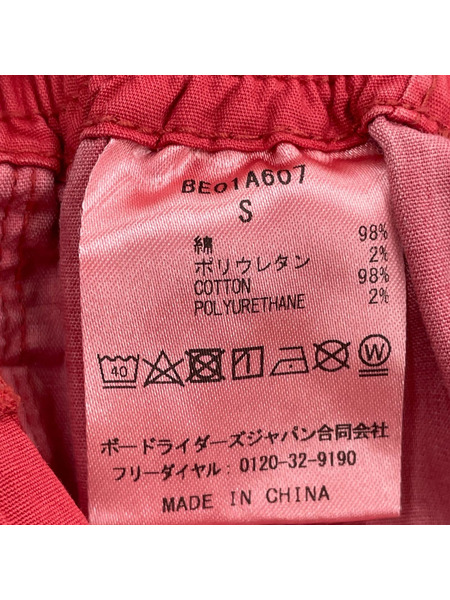 BE01A607
S
綿 98%
ポリウレタン 2%
COTTON 98%
POLYURETHANE 2%
40 W
ボードライダーズジャパン合同会社
フリーダイヤル：0120-32-9190
MADE IN CHINA